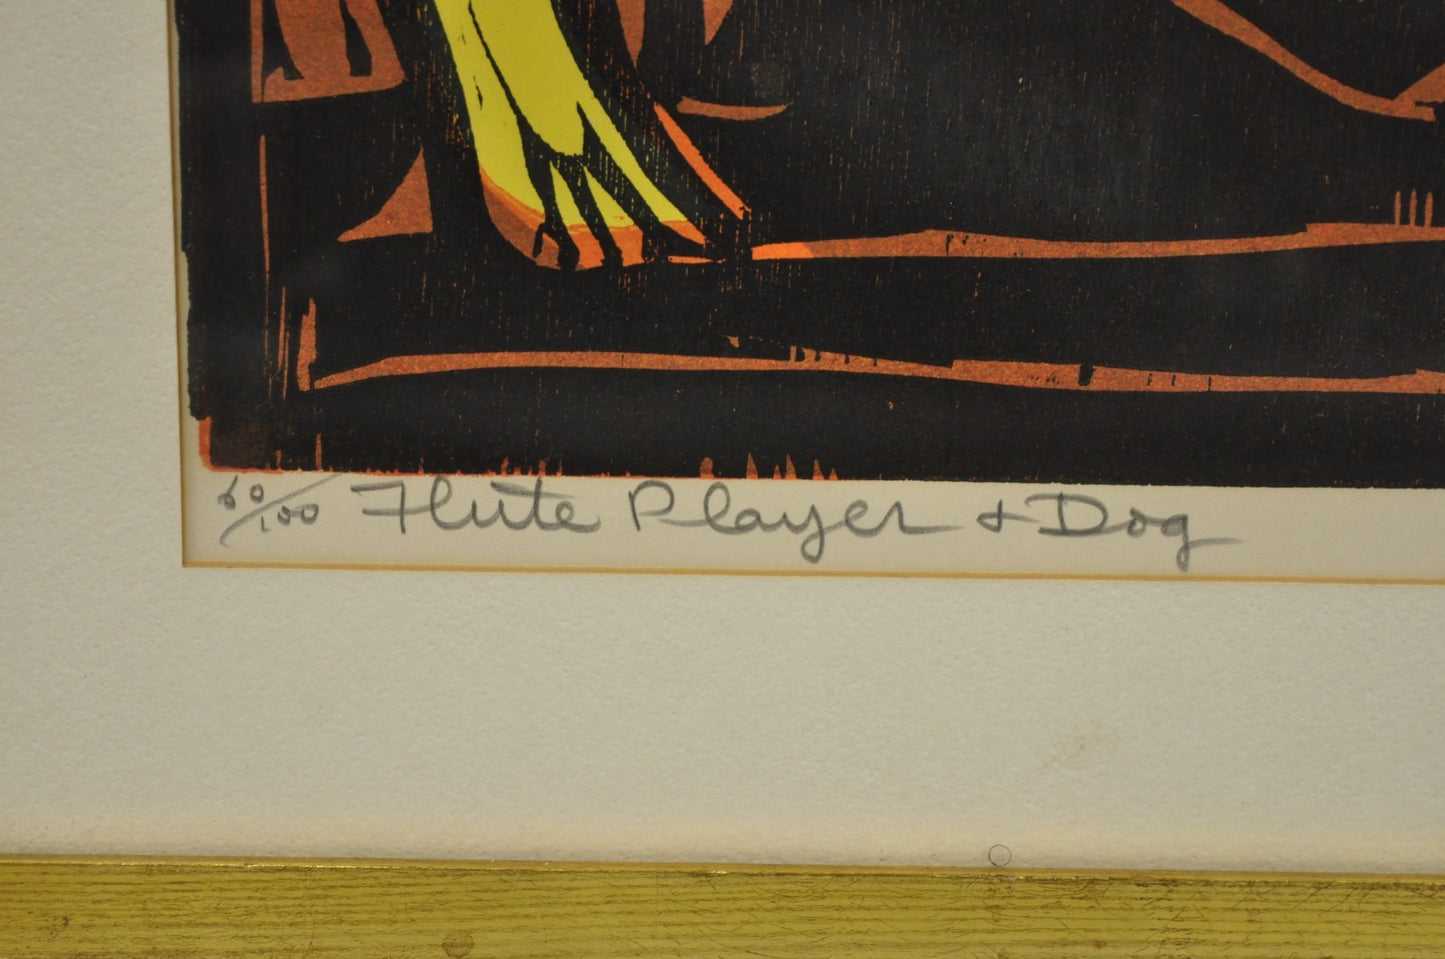 60/100 Flute Player & Dog